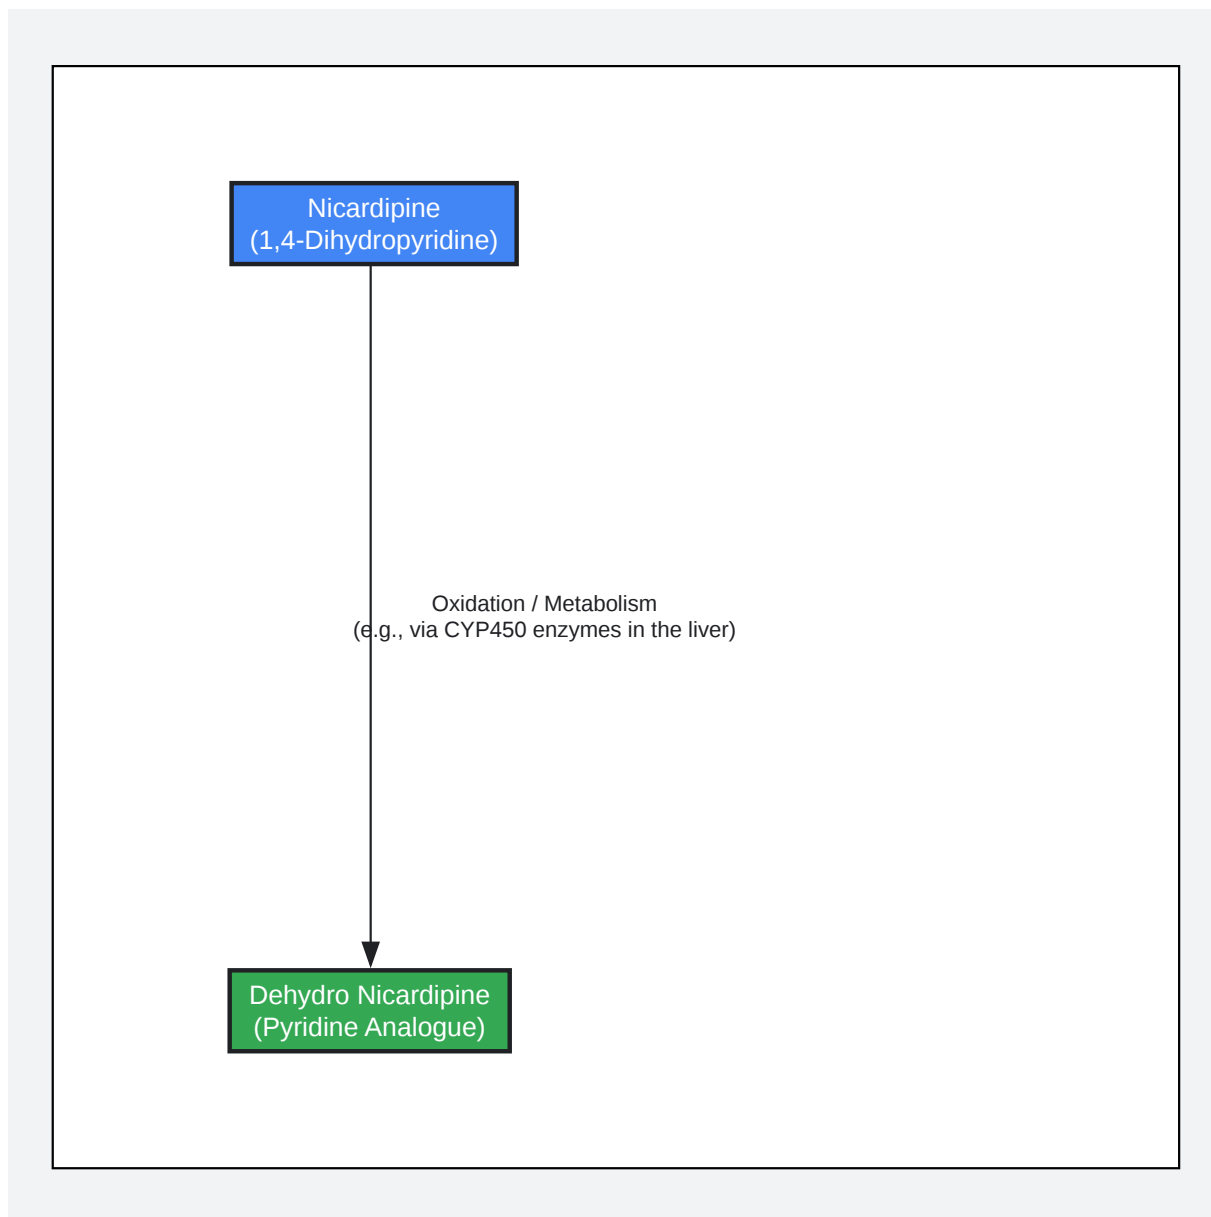 Nicardipine
(1,4-Dihydropyridine)
Oxidation / Metabolism
(e.g., via CYP450 enzymes in the liver)
Dehydro Nicardipine
(Pyridine Analogue)